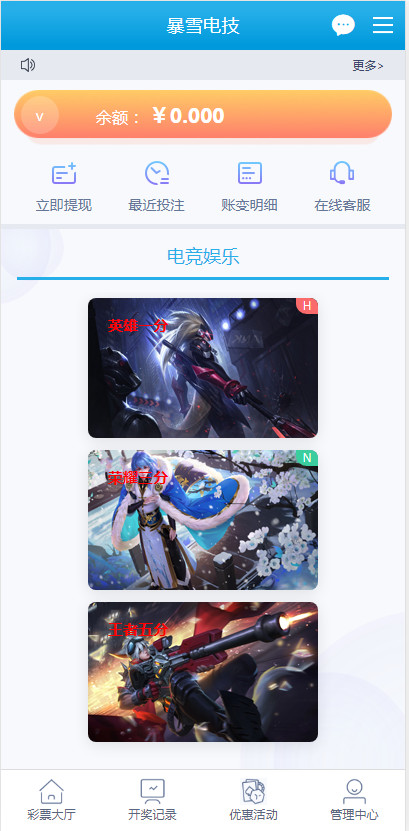 暴雪电技
更多>
v
余额： ￥0.000
立即提现 最近投注 账变明细 在线客服
电竞娱乐
H
英雄一分
N
荣耀三分
王者五分
彩票大厅 开奖记录 优惠活动 管理中心